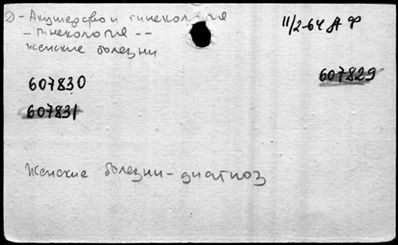 D - Акушерство и гинекология
11/2-64 А Ф
- Гинекология --
Женские болезни
607830
607829
607831
Женские болезни - диагноз